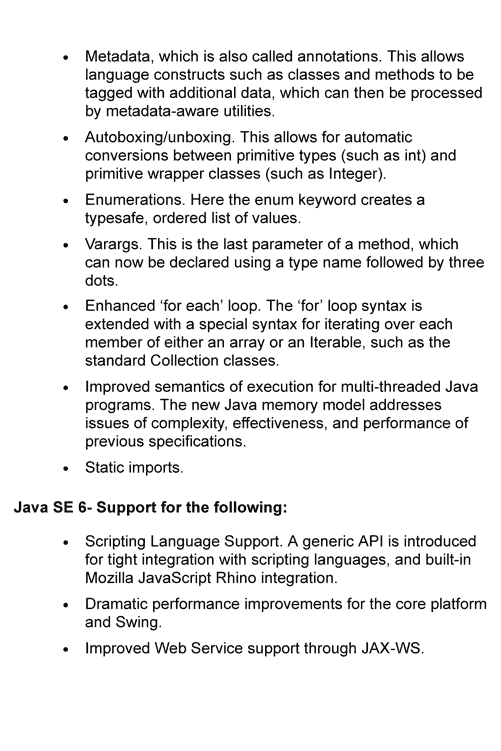 • Metadata, which is also called annotations. This allows
language constructs such as classes and methods to be
tagged with additional data, which can then be processed
by metadata-aware utilities.
• Autoboxing/unboxing. This allows for automatic
conversions between primitive types (such as int) and
primitive wrapper classes (such as Integer).
• Enumerations. Here the enum keyword creates a
typesafe, ordered list of values.
• Varargs. This is the last parameter of a method, which
can now be declared using a type name followed by three
dots.
• Enhanced ‘for each’ loop. The ‘for’ loop syntax is
extended with a special syntax for iterating over each
member of either an array or an Iterable, such as the
standard Collection classes.
• Improved semantics of execution for multi-threaded Java
programs. The new Java memory model addresses
issues of complexity, effectiveness, and performance of
previous specifications.
• Static imports.
Java SE 6- Support for the following:
• Scripting Language Support. A generic API is introduced
for tight integration with scripting languages, and built-in
Mozilla JavaScript Rhino integration.
• Dramatic performance improvements for the core platform
and Swing.
• Improved Web Service support through JAX-WS.